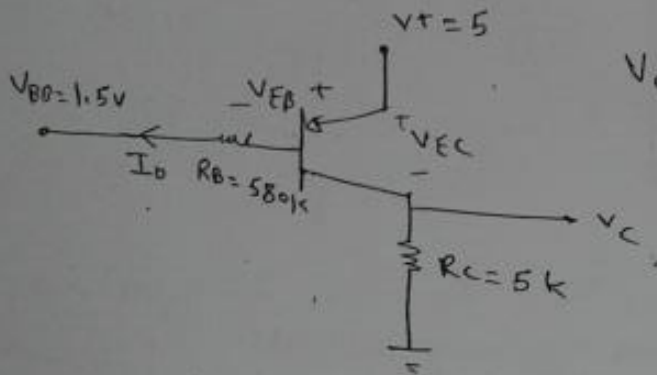 V+ = 5
V
VBB=1.5V
- VEB +
+ VEC -
IB RB=580K
VC
RC=5k